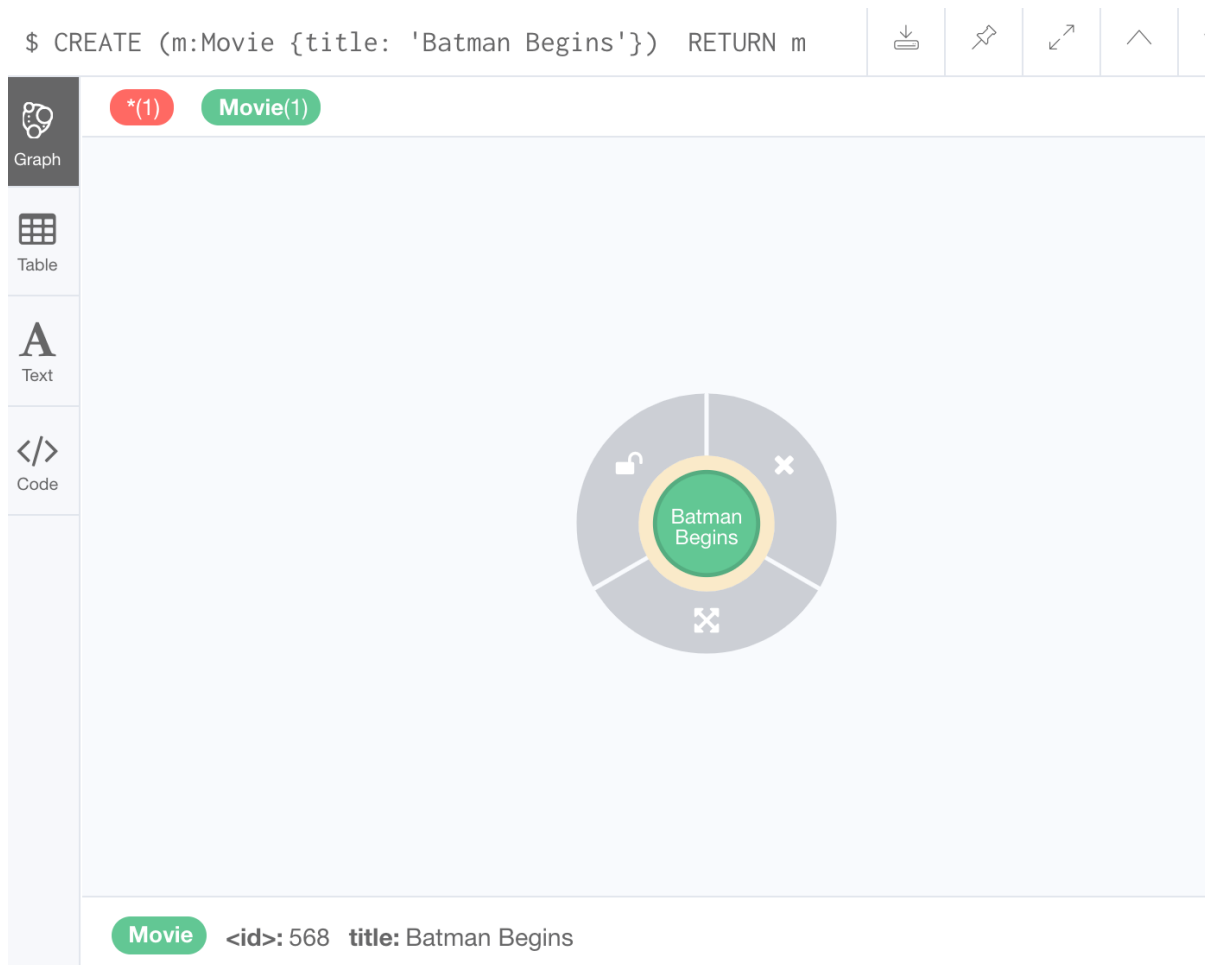 $ CREATE (m:Movie {title: 'Batman Begins'})  RETURN m
*(1)
Movie(1)
Graph
Table
A
Text
</>
Code
Batman
Begins
Movie <id>: 568 title: Batman Begins